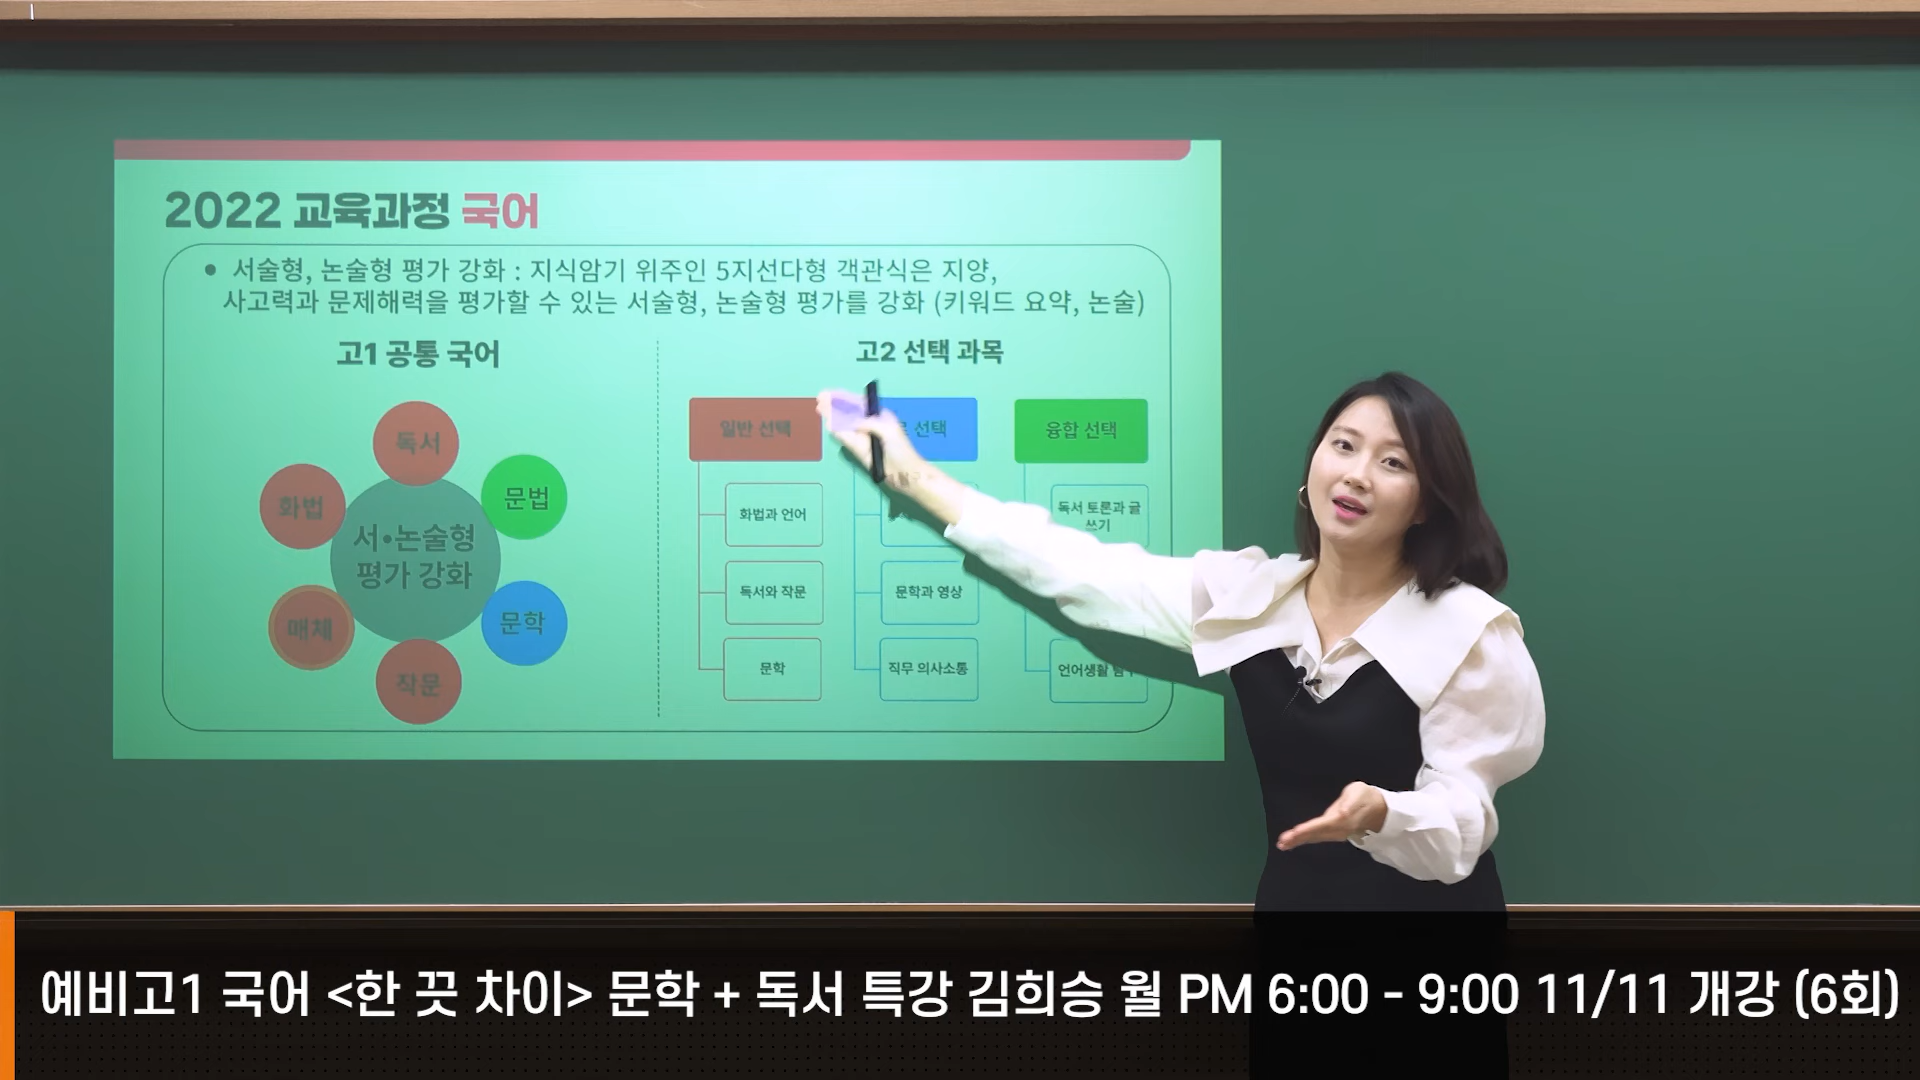 2022 교육과정 국어
• 서술형, 논술형 평가 강화 : 지식암기 위주인 5지선다형 객관식은 지양,
사고력과 문제해력을 평가할 수 있는 서술형, 논술형 평가를 강화 (키워드 요약, 논술)
고1 공통 국어
독서
화법
문법
서•논술형
평가 강화
매체
문학
작문
고2 선택 과목
일반 선택
화법과 언어
독서와 작문
문학
선택
문학과 영상
직무 의사소통
융합 선택
독서 토론과 글
쓰기
언어생활
예비고1 국어 <한 끗 차이> 문학 + 독서 특강 김희승 월 PM 6:00 - 9:00 11/11 개강 (6회)